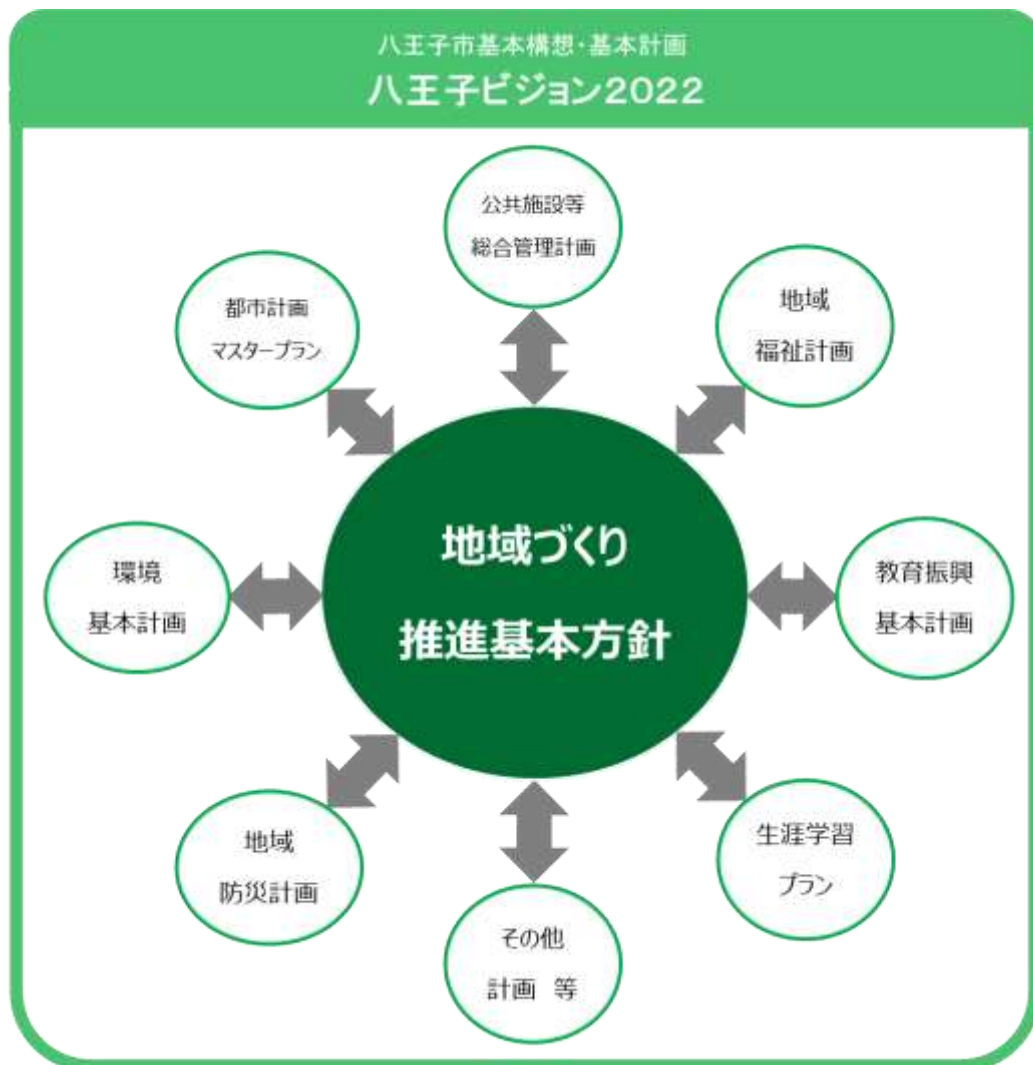 八王子市基本構想・基本計画
八王子ビジョン2022
公共施設等
総合管理計画
地域
福祉計画
教育振興
基本計画
生涯学習
プラン
その他
計画 等
地域
防災計画
環境
基本計画
都市計画
マスタープラン
地域づくり
推進基本方針